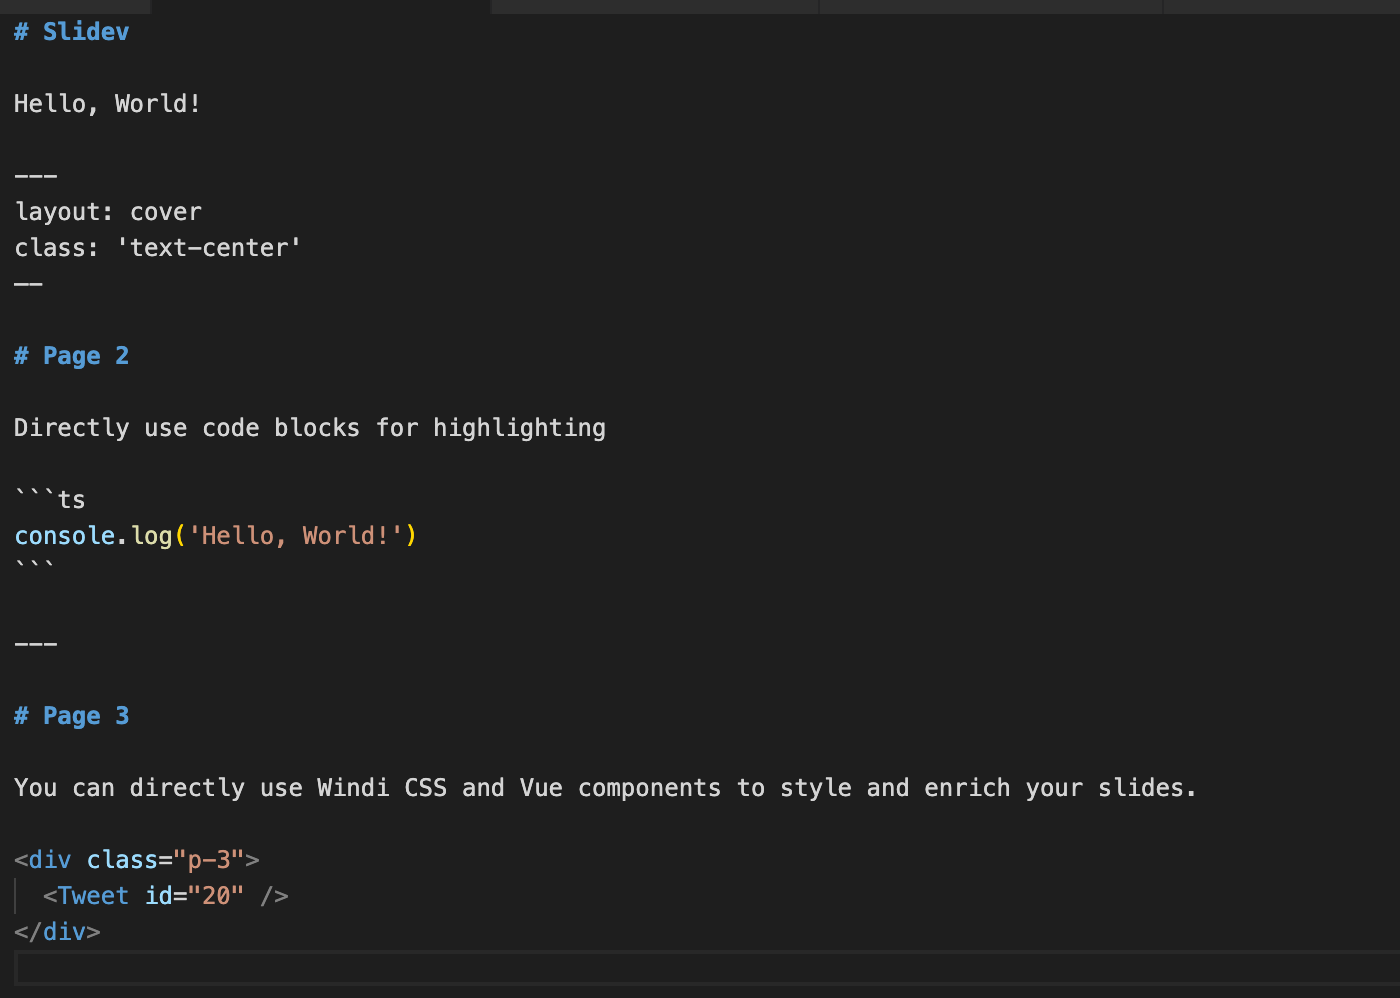 # Slidev
Hello, World!
---
layout: cover
class: 'text-center'
--
# Page 2
Directly use code blocks for highlighting
```ts
console.log('Hello, World!')
```
---
# Page 3
You can directly use Windi CSS and Vue components to style and enrich your slides.
<div class="p-3">
  <Tweet id="20" />
</div>